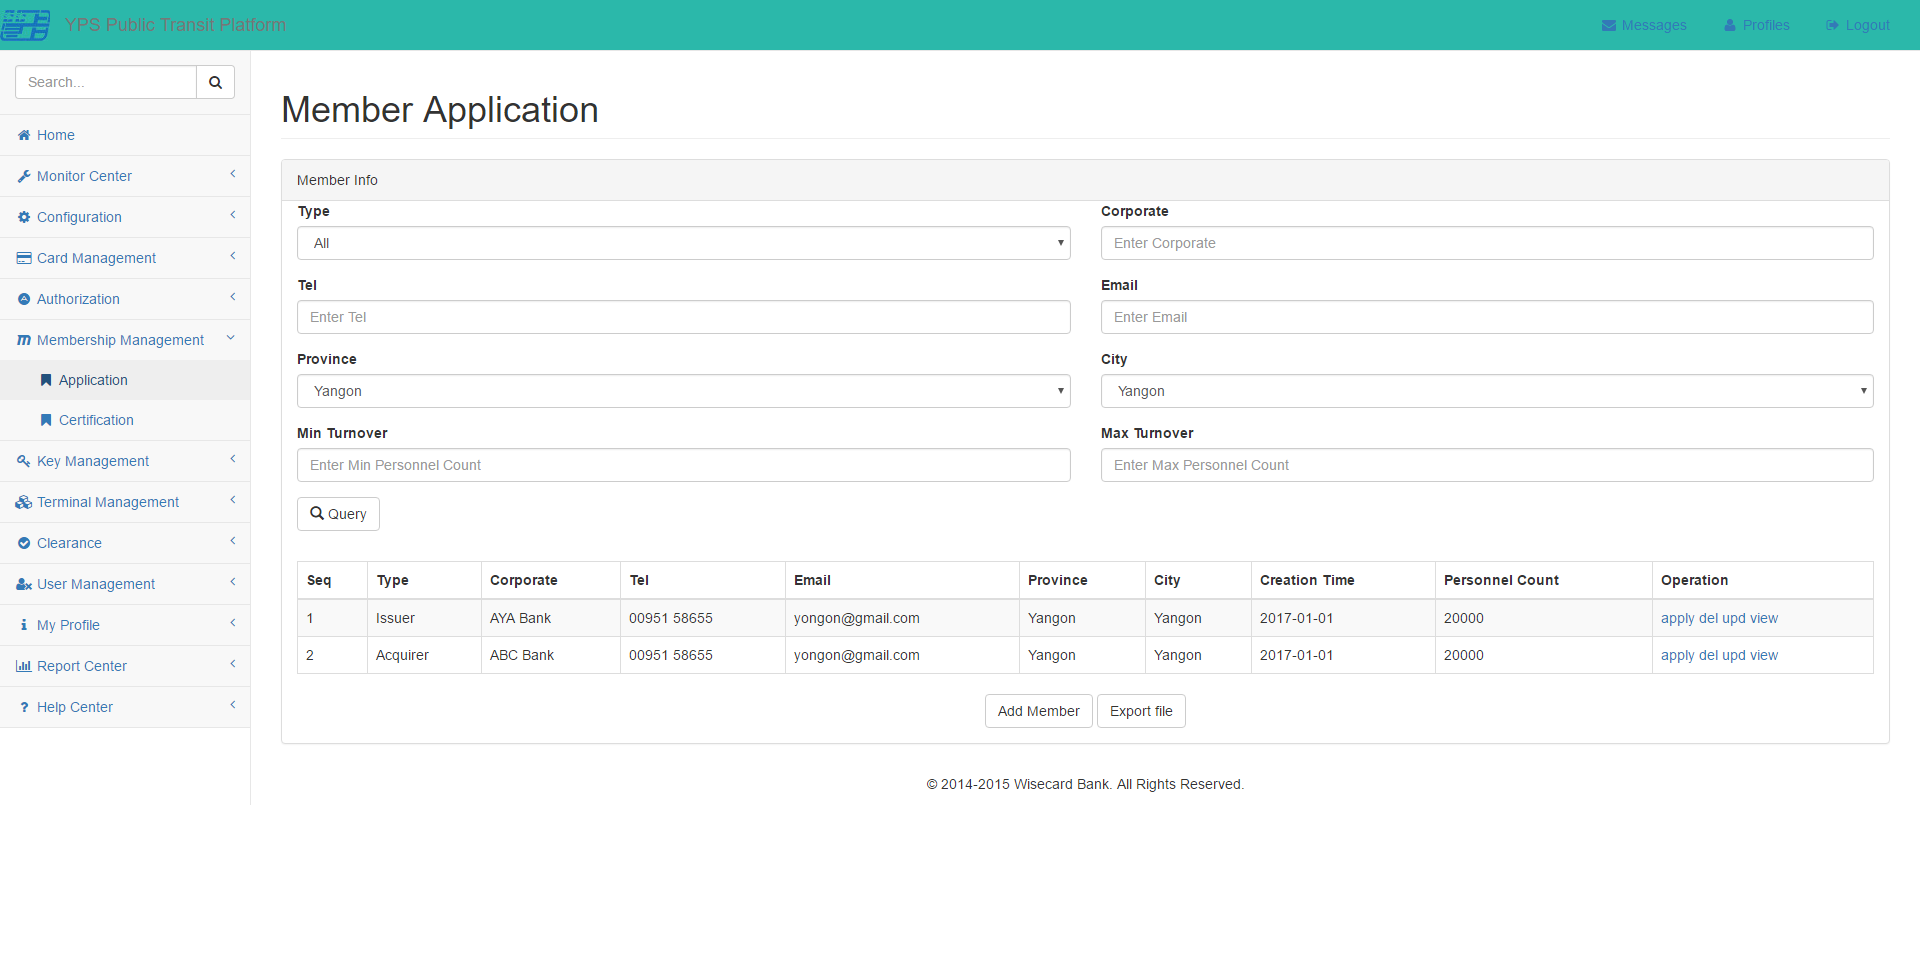 YPS Public Transit Platform
Messages
Profiles
Logout
Search...
Home
Monitor Center
Configuration
Card Management
Authorization
Membership Management
Application
Certification
Key Management
Terminal Management
Clearance
User Management
My Profile
Report Center
Help Center
Member Application
Member Info
Type Corporate
All Enter Corporate
Tel Email
Enter Tel Enter Email
Province City
Yangon Yangon
Min Turnover Max Turnover
Enter Min Personnel Count Enter Max Personnel Count
Query
Seq Type Corporate Tel Email Province City Creation Time Personnel Count Operation
1 Issuer AYA Bank 00951 58655 yongon@gmail.com Yangon Yangon 2017-01-01 20000 apply del upd view
2 Acquirer ABC Bank 00951 58655 yongon@gmail.com Yangon Yangon 2017-01-01 20000 apply del upd view
Add Member Export file
© 2014-2015 Wisecard Bank. All Rights Reserved.